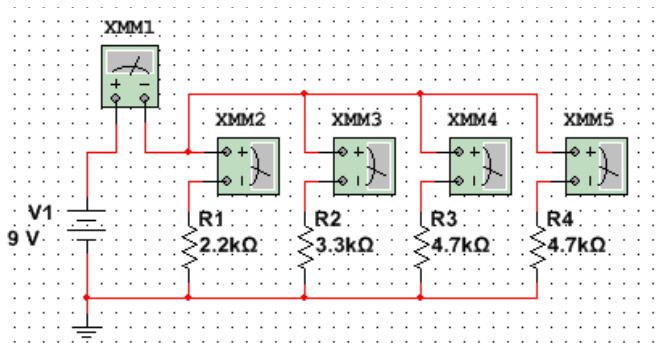 XMM1
+ −
XMM2
XMM3
XMM4
XMM5
+
+
+
+
V1
9 V
R1
2.2kΩ
R2
3.3kΩ
R3
4.7kΩ
R4
4.7kΩ